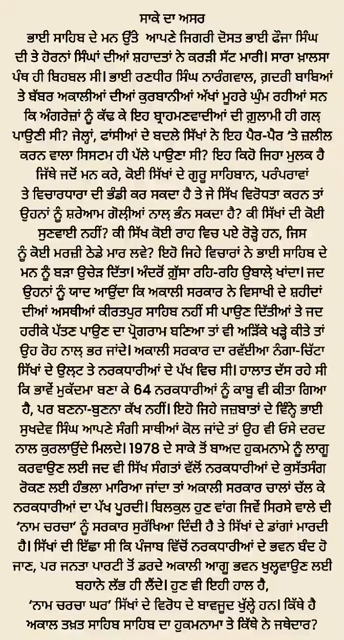 ਸਾਕੇ ਦਾ ਅਸਰ
ਭਾਈ ਸਾਹਿਬ ਦੇ ਮਨ ਉੱਤੇ ਆਪਣੇ ਜਿਗਰੀ ਦੋਸਤ ਭਾਈ ਫੌਜਾ ਸਿੰਘ
ਦੀ ਤੇ ਹੋਰਨਾਂ ਸਿੰਘਾਂ ਦੀਆਂ ਸ਼ਹਾਦਤਾਂ ਨੇ ਕਰੜੀ ਸੱਟ ਮਾਰੀ। ਸਾਰਾ ਖ਼ਾਲਸਾ
ਪੰਥ ਹੀ ਬਿਹਬਲ ਸੀ। ਭਾਈ ਰਣਧੀਰ ਸਿੰਘ ਨਾਰੰਗਵਾਲ, ਗ਼ਦਰੀ ਬਾਬਿਆਂ
ਤੇ ਬੱਬਰ ਅਕਾਲੀਆਂ ਦੀਆਂ ਕੁਰਬਾਨੀਆਂ ਅੱਖਾਂ ਮੂਹਰੇ ਘੁੰਮ ਰਹੀਆਂ ਸਨ
ਕਿ ਅੰਗਰੇਜ਼ਾਂ ਨੂੰ ਕੱਢ ਕੇ ਇਹ ਬ੍ਰਾਹਮਣਵਾਦੀਆਂ ਦੀ ਗ਼ੁਲਾਮੀ ਹੀ ਗਲ਼
ਪਾਉਣੀ ਸੀ? ਜੇਲ੍ਹਾਂ, ਫਾਂਸੀਆਂ ਦੇ ਬਦਲੇ ਸਿੱਖਾਂ ਨੇ ਇਹ ਪੈਰ-ਪੈਰ 'ਤੇ ਜ਼ਲੀਲ
ਕਰਨ ਵਾਲਾ ਸਿਸਟਮ ਹੀ ਪੱਲੇ ਪਾਉਣਾ ਸੀ? ਇਹ ਕਿਹੋ ਜਿਹਾ ਮੁਲਕ ਹੈ
ਜਿੱਥੇ ਜਦੋਂ ਮਨ ਕਰੇ, ਕੋਈ ਸਿੱਖਾਂ ਦੇ ਗੁਰੂ ਸਾਹਿਬਾਨ, ਪਰੰਪਰਾਵਾਂ
ਤੇ ਵਿਚਾਰਧਾਰਾ ਦੀ ਭੰਡੀ ਕਰ ਸਕਦਾ ਹੈ ਤੇ ਜੇ ਸਿੱਖ ਵਿਰੋਧਤਾ ਕਰਨ ਤਾਂ
ਉਹਨਾਂ ਨੂੰ ਸ਼ਰੇਆਮ ਗੋਲ਼ੀਆਂ ਨਾਲ਼ ਭੰਨ ਸਕਦਾ ਹੈ? ਕੀ ਸਿੱਖਾਂ ਦੀ ਕੋਈ
ਸੁਣਵਾਈ ਨਹੀਂ? ਕੀ ਸਿੱਖ ਕੋਈ ਰਾਹ ਵਿਚ ਪਏ ਰੋੜ੍ਹੇ ਹਨ, ਜਿਸ
ਨੂੰ ਕੋਈ ਮਰਜ਼ੀ ਠੇਡੇ ਮਾਰ ਲਵੇ? ਇਹੋ ਜਿਹੇ ਵਿਚਾਰਾਂ ਨੇ ਭਾਈ ਸਾਹਿਬ ਦੇ
ਮਨ ਨੂੰ ਬੜਾ ਉਚੇੜ ਦਿੱਤਾ। ਅੰਦਰੋਂ ਗ਼ੁੱਸਾ ਰਹਿ-ਰਹਿ ਉਬਾਲ਼ੇ ਖਾਂਦਾ। ਜਦ
ਉਹਨਾਂ ਨੂੰ ਯਾਦ ਆਉਂਦਾ ਕਿ ਅਕਾਲੀ ਸਰਕਾਰ ਨੇ ਵਿਸਾਖੀ ਦੇ ਸ਼ਹੀਦਾਂ
ਦੀਆਂ ਅਸਥੀਆਂ ਕੀਰਤਪੁਰ ਸਾਹਿਬ ਨਹੀਂ ਸੀ ਪਾਉਣ ਦਿੱਤੀਆਂ ਤੇ ਜਦ
ਹਰੀਕੇ ਪੱਤਣ ਪਾਉਣ ਦਾ ਪ੍ਰੋਗਰਾਮ ਬਣਿਆ ਤਾਂ ਵੀ ਅੜਿੱਕੇ ਖੜ੍ਹੇ ਕੀਤੇ ਤਾਂ
ਉਹ ਰੋਹ ਨਾਲ਼ ਭਰ ਜਾਂਦੇ। ਅਕਾਲੀ ਸਰਕਾਰ ਦਾ ਰਵੱਈਆ ਨੰਗਾ-ਚਿੱਟਾ
ਸਿੱਖਾਂ ਦੇ ਉਲ਼ਟ ਤੇ ਨਰਕਧਾਰੀਆਂ ਦੇ ਪੱਖ ਵਿਚ ਸੀ। ਹਾਲਾਤ ਦੱਸ ਰਹੇ ਸੀ
ਕਿ ਭਾਵੇਂ ਮੁਕੱਦਮਾ ਬਣਾ ਕੇ 64 ਨਰਕਧਾਰੀਆਂ ਨੂੰ ਕਾਬੂ ਵੀ ਕੀਤਾ ਗਿਆ
ਹੈ, ਪਰ ਬਣਨਾ-ਬੁਣਨਾ ਕੱਖ ਨਹੀਂ। ਇਹੋ ਜਿਹੇ ਜਜ਼ਬਾਤਾਂ ਦੇ ਵਿੰਨ੍ਹੇ ਭਾਈ
ਸੁਖਦੇਵ ਸਿੰਘ ਆਪਣੇ ਸੰਗੀ ਸਾਥੀਆਂ ਕੋਲ ਜਾਂਦੇ ਤਾਂ ਉਹ ਵੀ ਓਸੇ ਦਰਦ
ਨਾਲ ਕੁਰਲਾਉਂਦੇ ਮਿਲਦੇ। 1978 ਦੇ ਸਾਕੇ ਤੋਂ ਬਾਅਦ ਹੁਕਮਨਾਮੇ ਨੂੰ ਲਾਗੂ
ਕਰਵਾਉਣ ਲਈ ਜਦ ਵੀ ਸਿੱਖ ਸੰਗਤਾਂ ਵੱਲੋਂ ਨਰਕਧਾਰੀਆਂ ਦੇ ਕੁਸੱਤਸੰਗ
ਰੋਕਣ ਲਈ ਹੰਭਲਾ ਮਾਰਿਆ ਜਾਂਦਾ ਤਾਂ ਅਕਾਲੀ ਸਰਕਾਰ ਚਾਲਾਂ ਚੱਲ ਕੇ
ਨਰਕਧਾਰੀਆਂ ਦਾ ਪੱਖ ਪੂਰਦੀ। ਬਿਲਕੁਲ ਹੁਣ ਵਾਂਗ ਜਿਵੇਂ ਸਿਰਸੇ ਵਾਲੇ ਦੀ
'ਨਾਮ ਚਰਚਾ' ਨੂੰ ਸਰਕਾਰ ਸੁਰੱਖਿਆ ਦਿੰਦੀ ਹੈ ਤੇ ਸਿੱਖਾਂ ਦੇ ਡਾਂਗਾਂ ਮਾਰਦੀ
ਹੈ। ਸਿੱਖਾਂ ਦੀ ਇੱਛਾ ਸੀ ਕਿ ਪੰਜਾਬ ਵਿੱਚੋਂ ਨਰਕਧਾਰੀਆਂ ਦੇ ਭਵਨ ਬੰਦ ਹੋ
ਜਾਣ, ਪਰ ਜਨਤਾ ਪਾਰਟੀ ਤੋਂ ਡਰਦੇ ਅਕਾਲੀ ਆਗੂ ਭਵਨ ਖੁਲ੍ਹਵਾਉਣ ਲਈ
ਬਹਾਨੇ ਲੱਭ ਹੀ ਲੈਂਦੇ। ਹੁਣ ਵੀ ਇਹੀ ਹਾਲ ਹੈ,
'ਨਾਮ ਚਰਚਾ ਘਰ' ਸਿੱਖਾਂ ਦੇ ਵਿਰੋਧ ਦੇ ਬਾਵਜੂਦ ਖੁੱਲ੍ਹੇ ਹਨ। ਕਿੱਥੇ ਹੈ
ਅਕਾਲ ਤਖ਼ਤ ਸਾਹਿਬ ਸਾਹਿਬ ਦਾ ਹੁਕਮਨਾਮਾ ਤੇ ਕਿੱਥੇ ਨੇ ਜਥੇਦਾਰ?